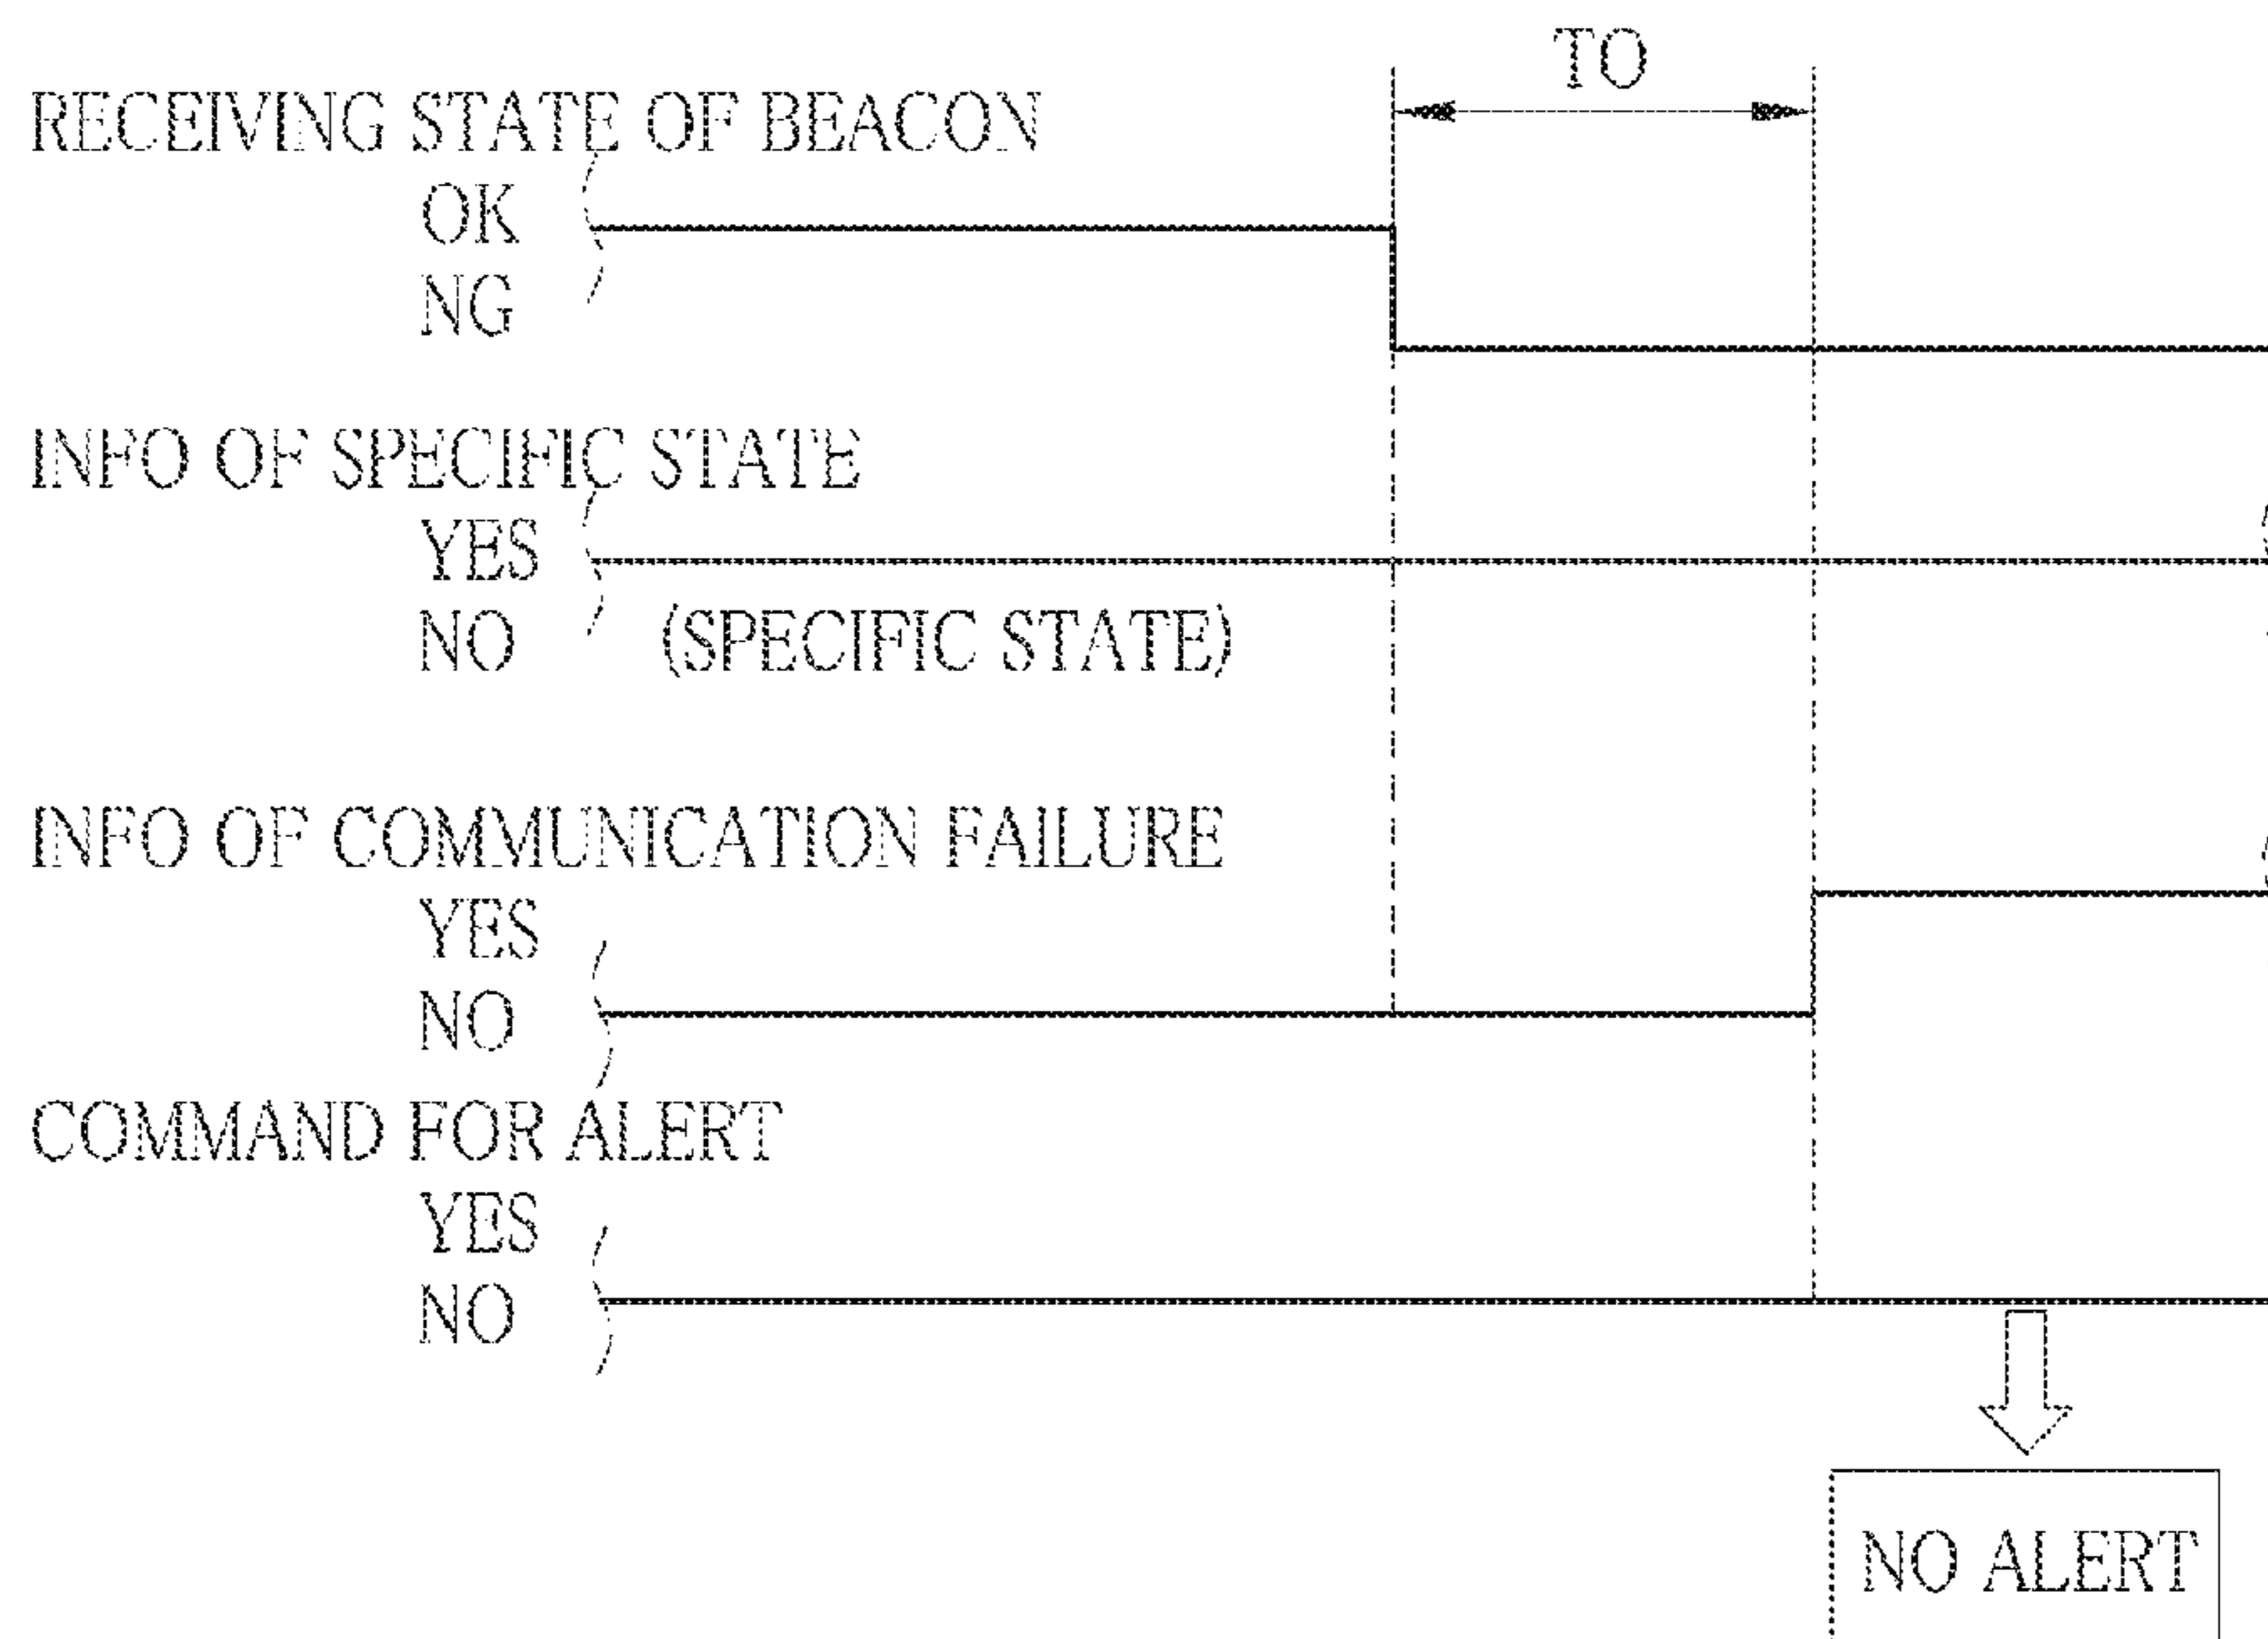 TO
RECEIVING STATE OF BEACON
OK
NG
INFO OF SPECIFIC STATE
YES
NO (SPECIFIC STATE)
INFO OF COMMUNICATION FAILURE
YES
NO
COMMAND FOR ALERT
YES
NO
NO ALERT